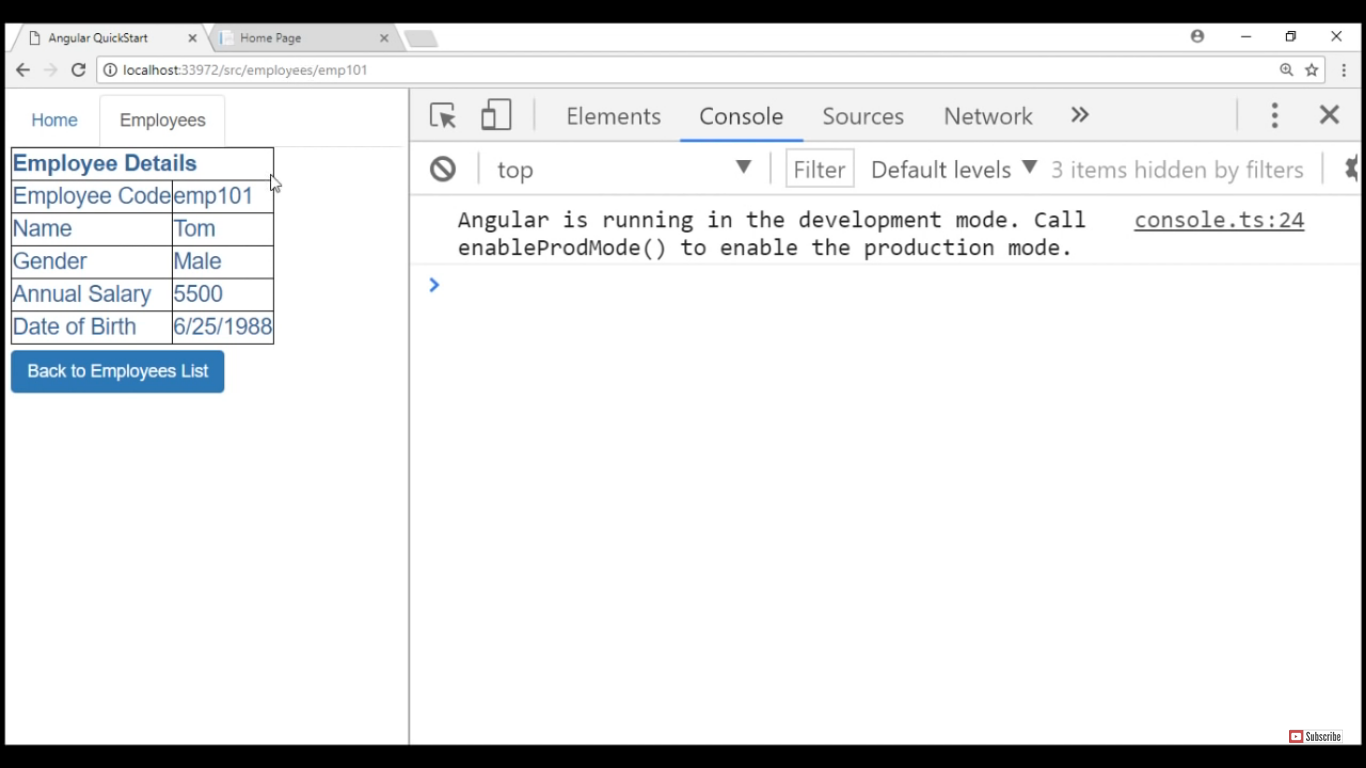 Angular QuickStart
Home Page
localhost:33972/src/employees/emp101
Home Employees
Employee Details
Employee Code emp101
Name Tom
Gender Male
Annual Salary 5500
Date of Birth 6/25/1988
Back to Employees List
Elements Console Sources Network
top Filter Default levels 3 items hidden by filters
Angular is running in the development mode. Call console.ts:24
enableProdMode() to enable the production mode.
Subscribe